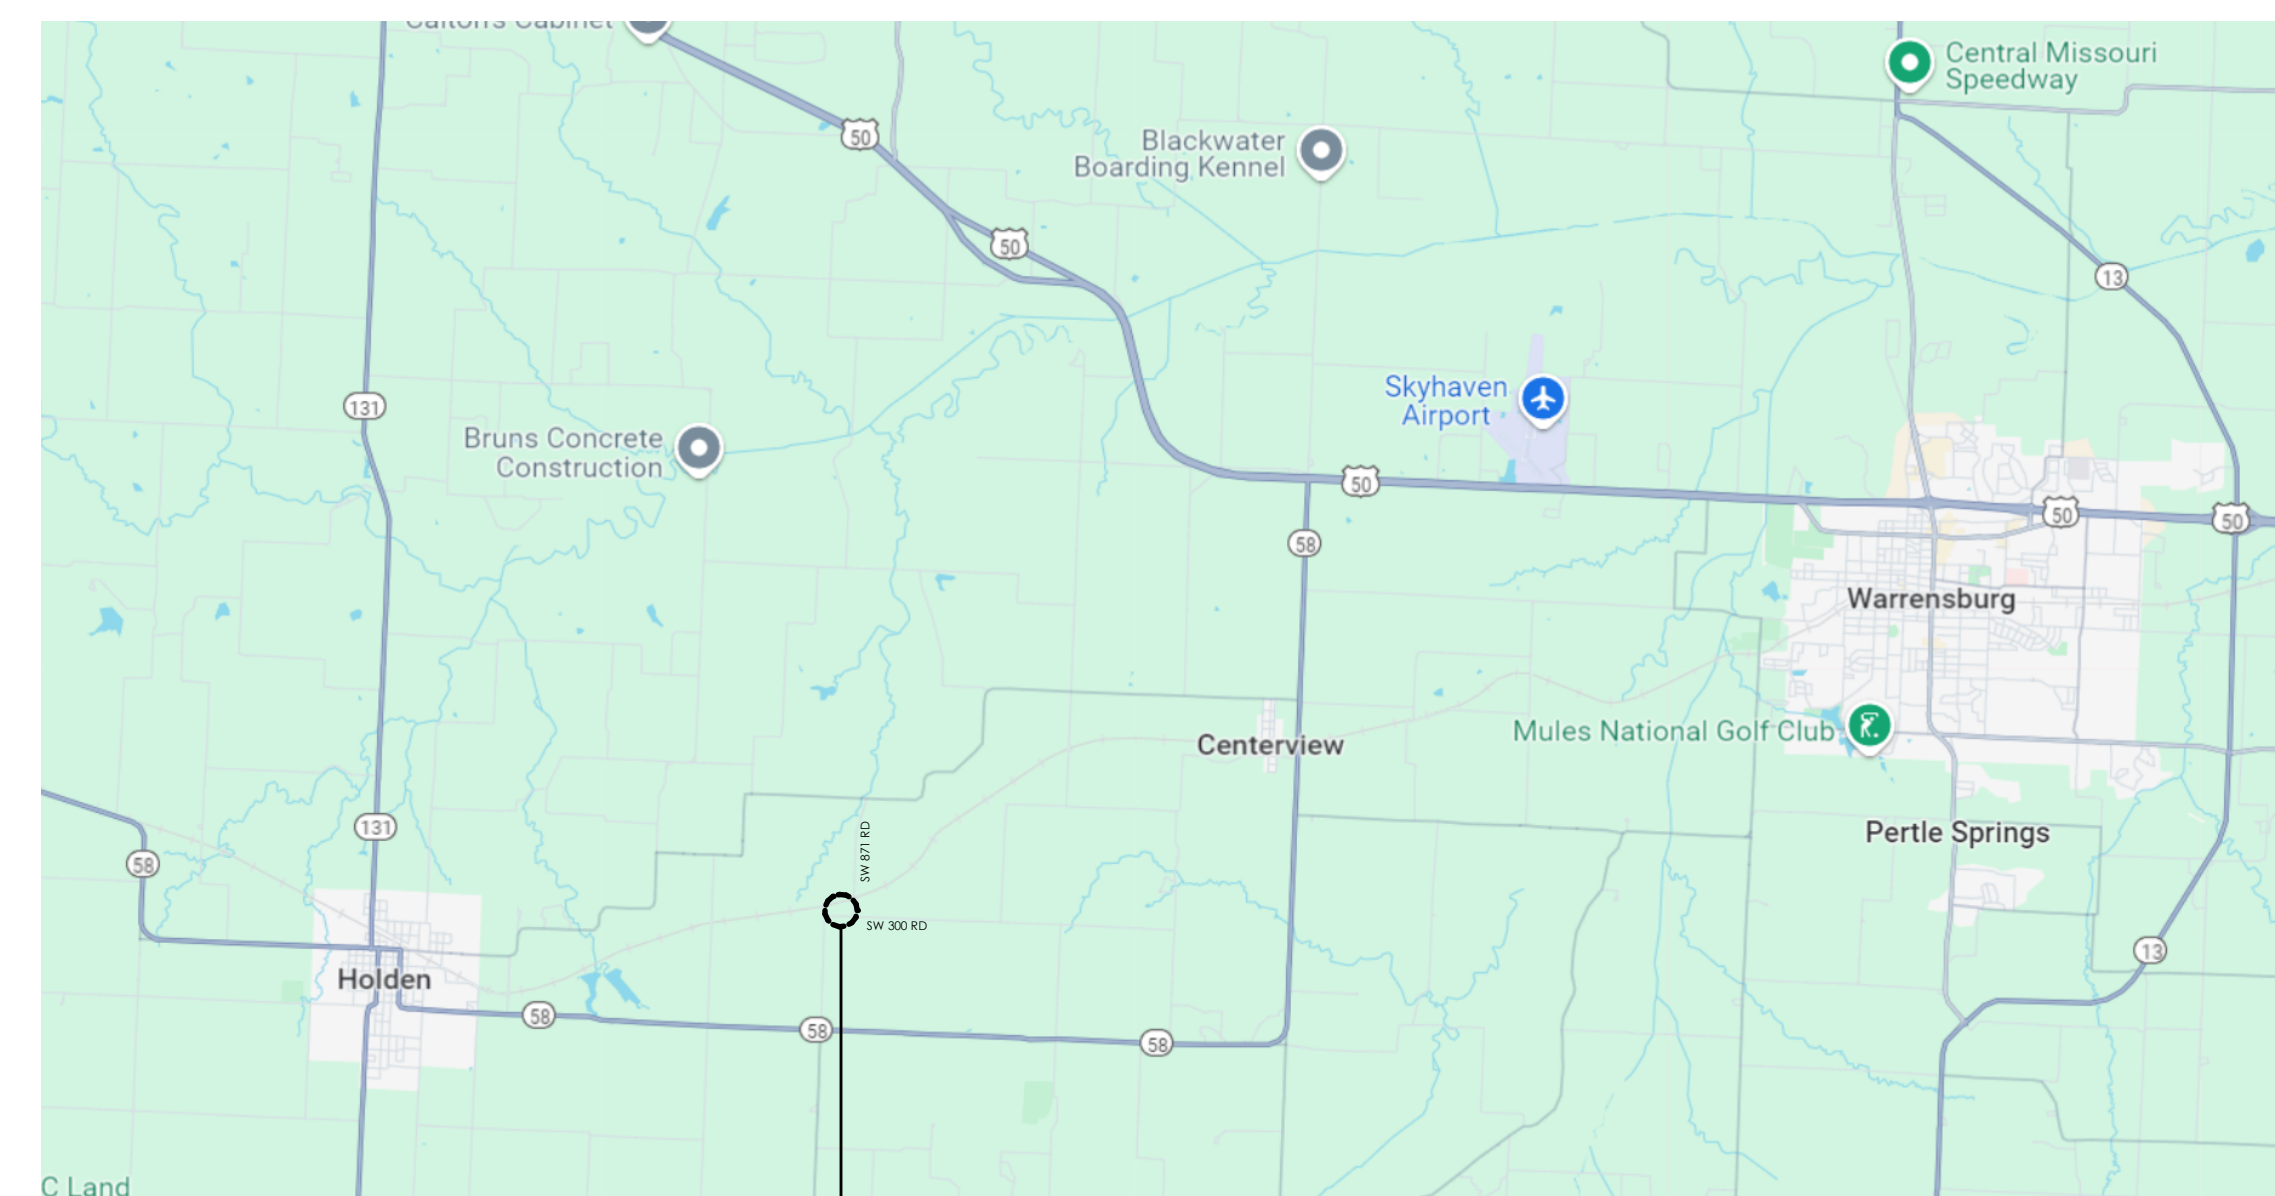 Calton's Cabinet
Central Missouri
Speedway
50
Blackwater
Boarding Kennel
50
13
Skyhaven
Airport
131
Bruns Concrete
Construction
50
50
50
58
Warrensburg
Mules National Golf Club
Centerview
131
58
SW 871 RD
Pertle Springs
SW 300 RD
13
Holden
58
58
58
C Land